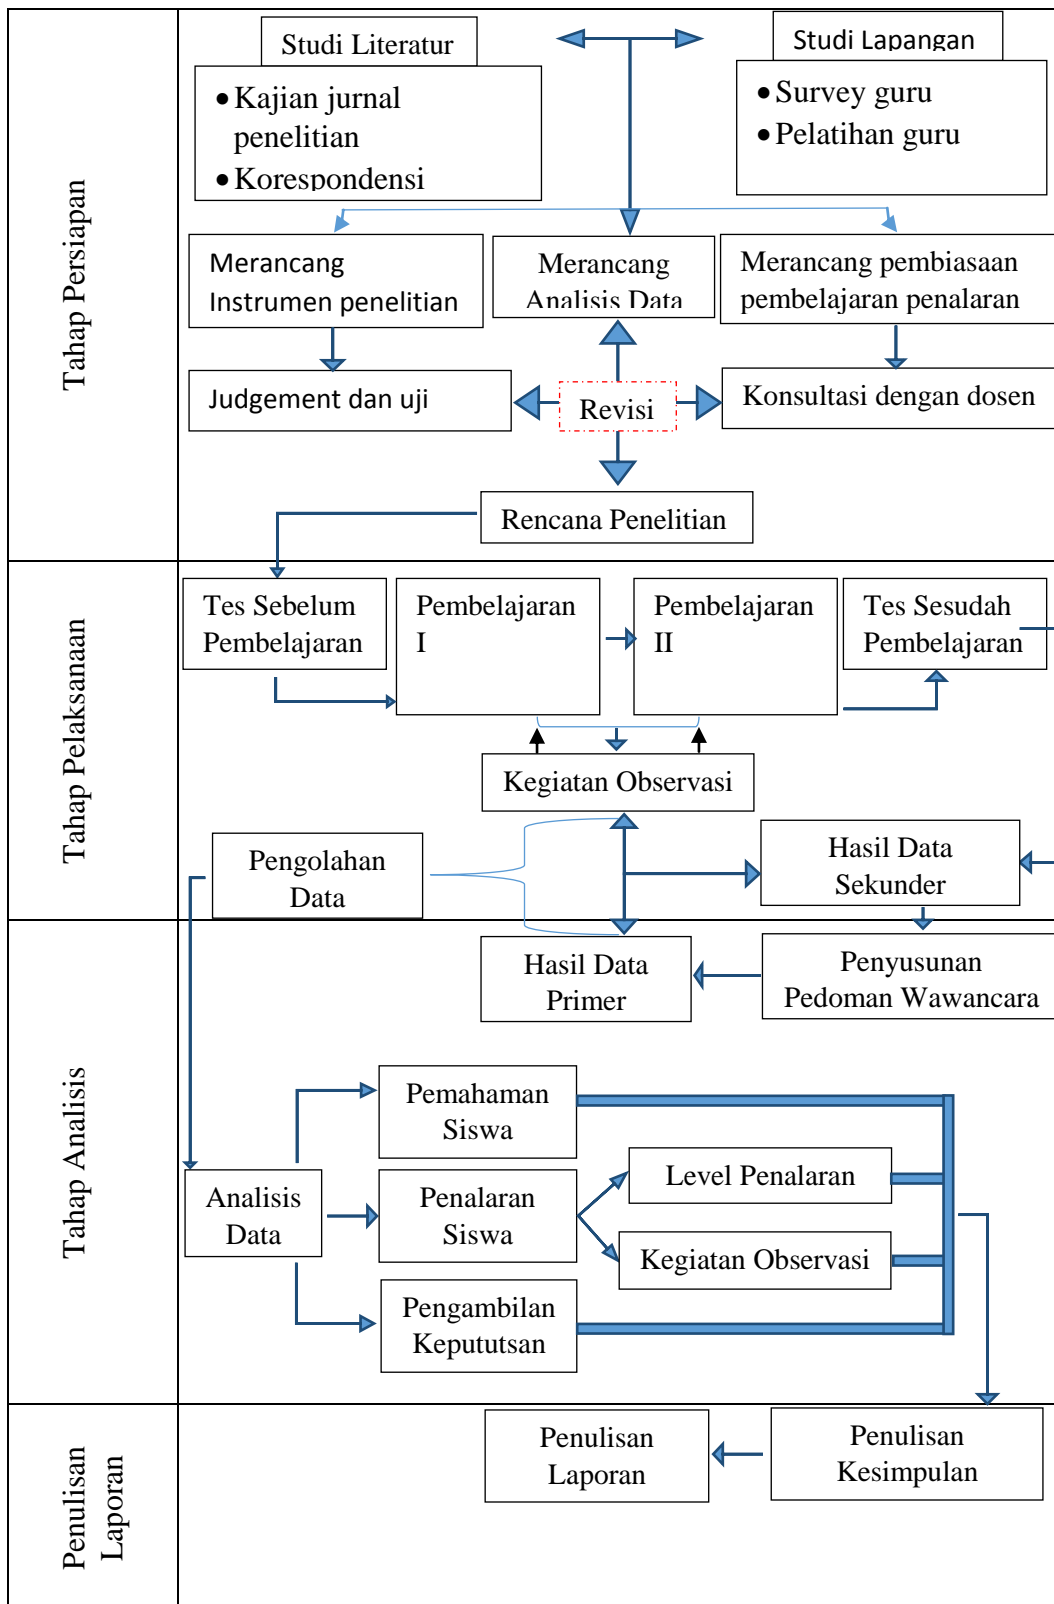 Tahap Persiapan
Studi Literatur
Studi Lapangan
• Kajian jurnal
penelitian
• Korespondensi
• Survey guru
• Pelatihan guru
Merancang
Instrumen penelitian
Merancang
Analisis Data
Merancang pembiasaan
pembelajaran penalaran
Judgement dan uji
Revisi
Konsultasi dengan dosen
Rencana Penelitian
Tahap Pelaksanaan
Tes Sebelum
Pembelajaran
Pembelajaran
I
Pembelajaran
II
Tes Sesudah
Pembelajaran
Kegiatan Observasi
Pengolahan
Data
Hasil Data
Sekunder
Tahap Analisis
Hasil Data
Primer
Penyusunan
Pedoman Wawancara
Pemahaman
Siswa
Analisis
Data
Penalaran
Siswa
Level Penalaran
Kegiatan Observasi
Pengambilan
Kepututsan
Penulisan
Laporan
Penulisan
Laporan
Penulisan
Kesimpulan